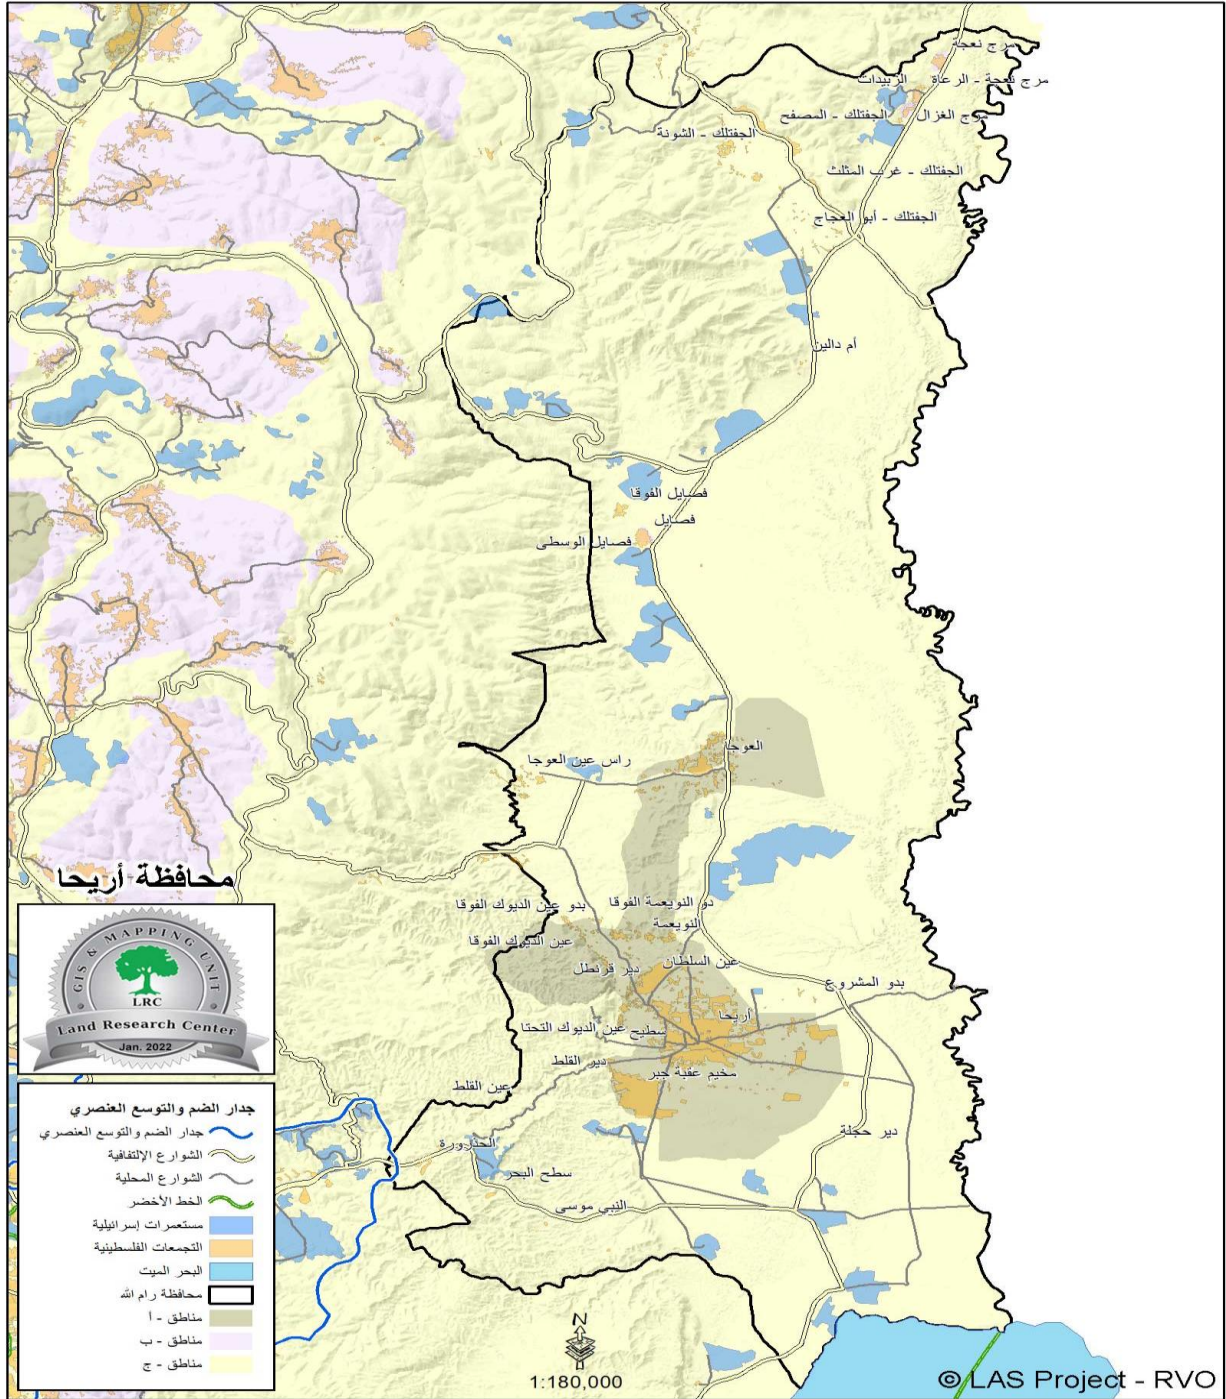 مرج نعجة
الزبيدات
مرج نعجة - الرعاة
الجفتلك - المصفح
مرج الغزال
الجفتلك - الشونة
الجفتلك - غرب المثلث
الجفتلك - أبو العجاج
أم دالين
فصايل الفوقا
فصايل
فصايل الوسطى
العوجا
راس عين العوجا
محافظة أريحا
بدو عين الديوك الفوقا
دو النويعمة الفوقا
النويعمة
عين الديوك الفوقا
عين السلطان
دير قرنطل
بدو المشروع
أريحا
سطيح
عين الديوك التحتا
دير القلط
مخيم عقبة جبر
عين القلط
دير حجلة
سطح البحر
النبي موسى
GIS & MAPPING UNIT
LRC
Land Research Center
Jan. 2022
جدار الضم والتوسع العنصري
جدار الضم والتوسع العنصري
الشوارع الإلتفافية
الشوارع المحلية
الخط الأخضر
مستعمرات إسرائيلية
التجمعات الفلسطينية
البحر الميت
محافظة رام الله
مناطق - أ
مناطق - ب
مناطق - ج
N
1:180,000
© LAS Project - RVO